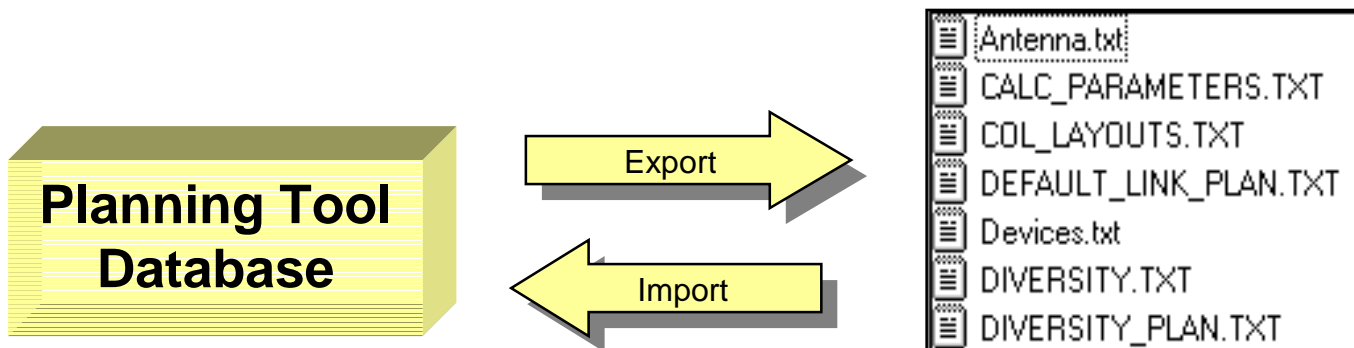 Planning Tool
Database
Export
Import
Antenna.txt
CALC_PARAMETERS.TXT
COL_LAYOUTS.TXT
DEFAULT_LINK_PLAN.TXT
Devices.txt
DIVERSITY.TXT
DIVERSITY_PLAN.TXT